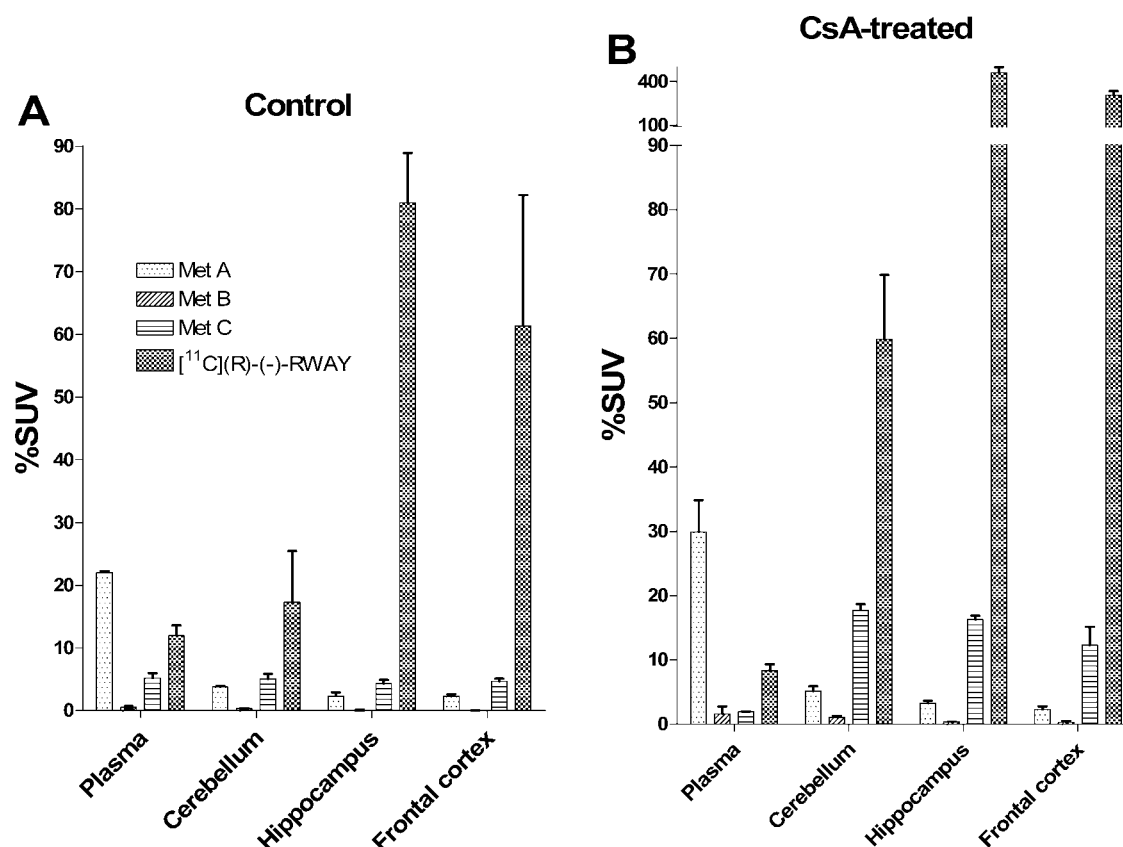 A
Control
%SUV
90
80
70
60
50
40
30
20
10
0
Met A
Met B
Met C
[¹¹C](R)-(-)-RWAY
Plasma
Cerebellum
Hippocampus
Frontal cortex
B
CsA-treated
%SUV
400
100
90
80
70
60
50
40
30
20
10
0
Plasma
Cerebellum
Hippocampus
Frontal cortex